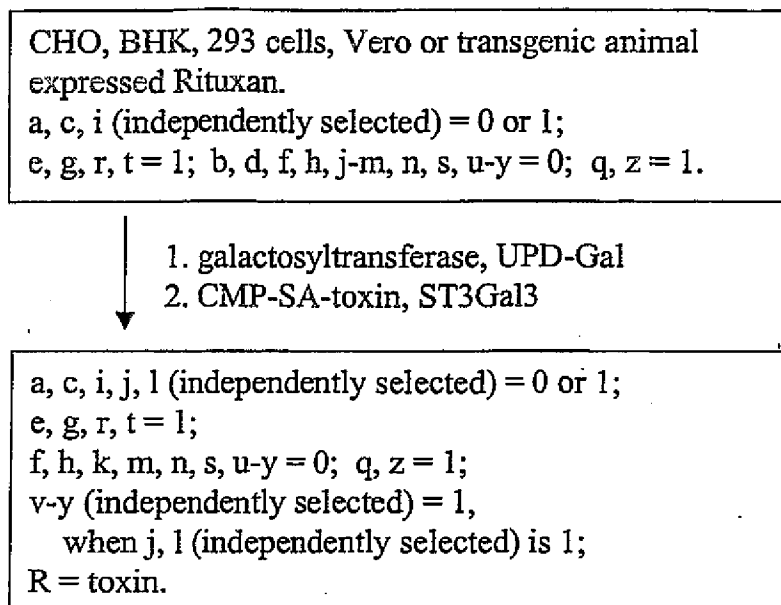 CHO, BHK, 293 cells, Vero or transgenic animal
expressed Rituxan.
a, c, i (independently selected) = 0 or 1;
e, g, r, t = 1; b, d, f, h, j-m, n, s, u-y = 0; q, z = 1.
1. galactosyltransferase, UPD-Gal
2. CMP-SA-toxin, ST3Gal3
a, c, i, j, l (independently selected) = 0 or 1;
e, g, r, t = 1;
f, h, k, m, n, s, u-y = 0; q, z = 1;
v-y (independently selected) = 1,
when j, l (independently selected) is 1;
R = toxin.